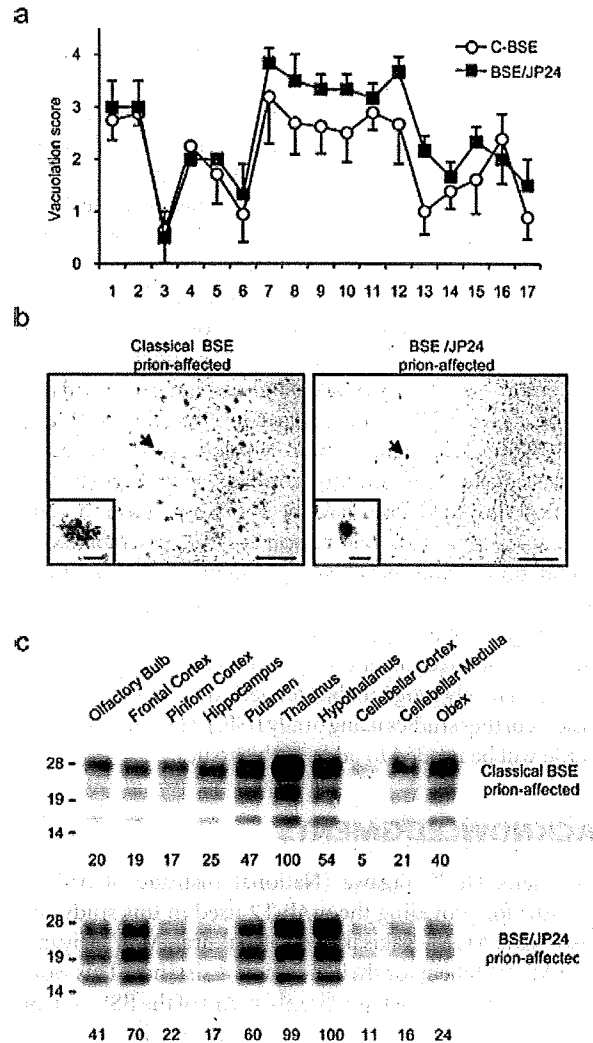 a
C-BSE
BSE/JP24
Vacuolation score
4
3
2
1
0
1 2 3 4 5 6 7 8 9 10 11 12 13 14 15 16 17
b
Classical BSE
prion-affected
BSE /JP24
prion-affected
c
Olfactory Bulb
Frontal Cortex
Piriform Cortex
Hippocampus
Putamen
Thalamus
Hypothalamus
Cellebellar Cortex
Cellebellar Medulla
Obex
28
19
14
Classical BSE
prion-affected
20 19 17 25 47 100 54 5 21 40
28
19
14
BSE/JP24
prion-affectec
41 70 22 17 60 99 100 11 16 24